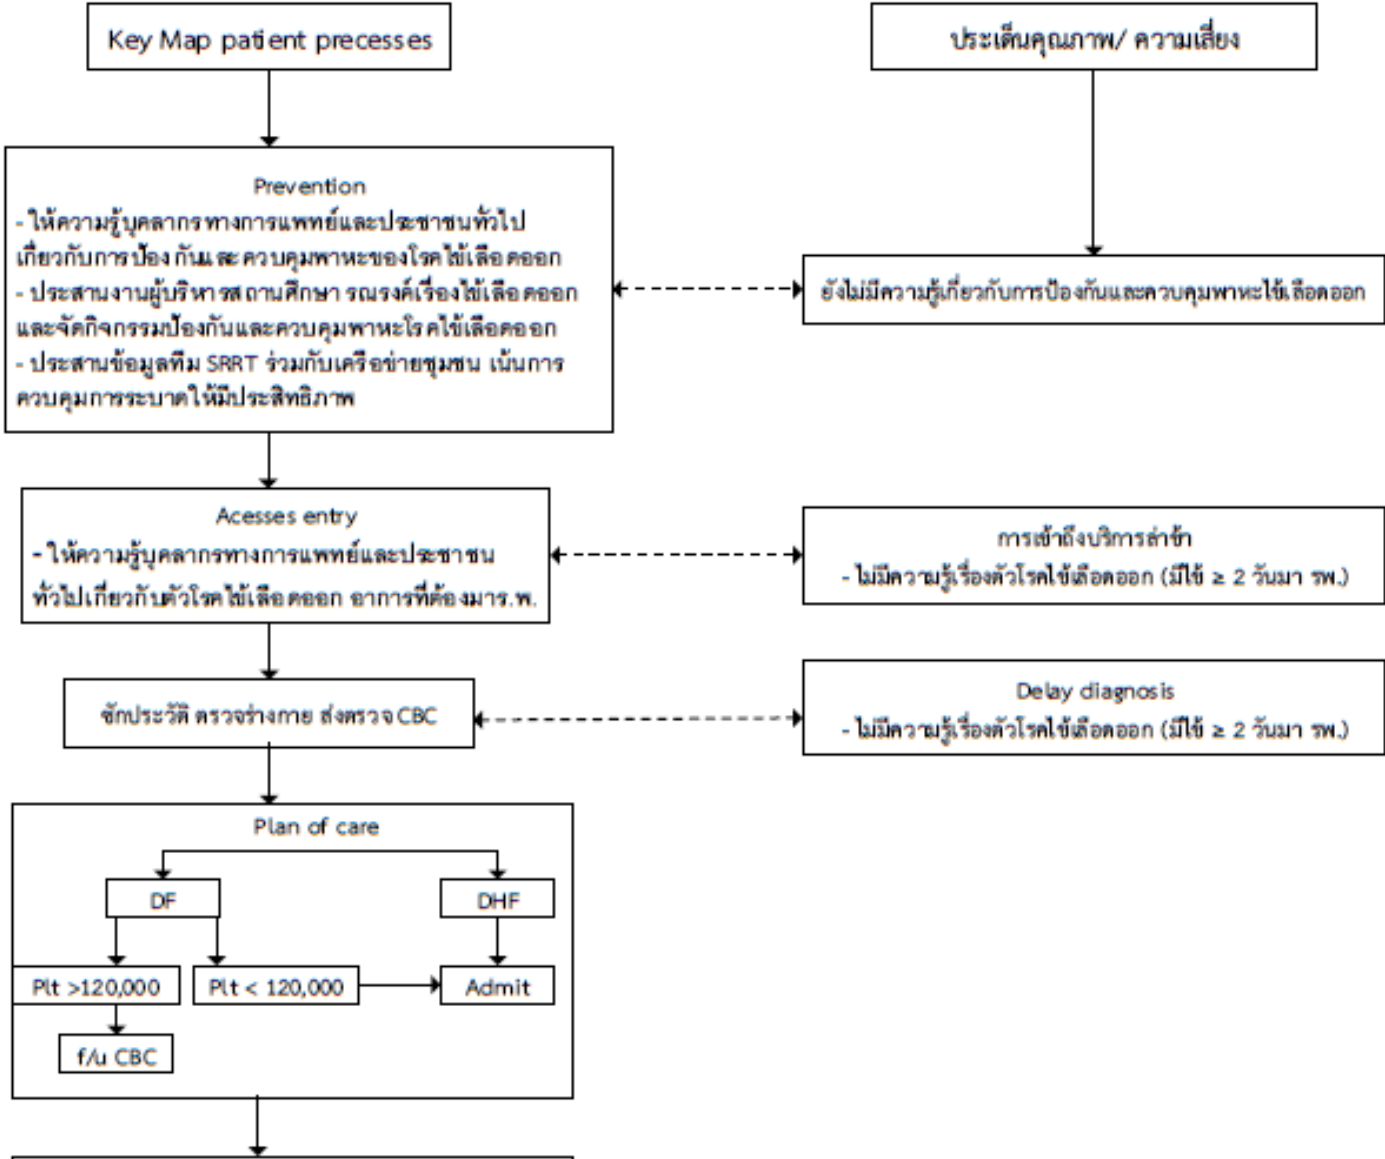 Key Map patient precesses
ประเด็นคุณภาพ/ ความเสี่ยง
Prevention
- ให้ความรู้บุคลากรทางการแพทย์และประชาชนทั่วไป
เกี่ยวกับการป้องกันและควบคุมพาหะของโรคไข้เลือดออก
- ประสานงานผู้บริหารสถานศึกษา รณรงค์เรื่องไข้เลือดออก
และจัดกิจกรรมป้องกันและควบคุมพาหะโรคไข้เลือดออก
- ประสานข้อมูลทีม SRRT ร่วมกับเครือข่ายชุมชน เน้นการ
ควบคุมการระบาดให้มีประสิทธิภาพ
ยังไม่มีความรู้เกี่ยวกับการป้องกันและควบคุมพาหะไข้เลือดออก
Acesses entry
- ให้ความรู้บุคลากรทางการแพทย์และประชาชน
ทั่วไปเกี่ยวกับตัวโรคไข้เลือดออก อาการที่ต้องมาร.พ.
การเข้าถึงบริการล่าช้า
- ไม่มีความรู้เรื่องตัวโรคไข้เลือดออก (มีไข้ ≥ 2 วันมา รพ.)
ซักประวัติ ตรวจร่างกาย ส่งตรวจ CBC
Delay diagnosis
- ไม่มีความรู้เรื่องตัวโรคไข้เลือดออก (มีไข้ ≥ 2 วันมา รพ.)
Plan of care
DF
DHF
Plt >120,000
Plt < 120,000
Admit
f/u CBC